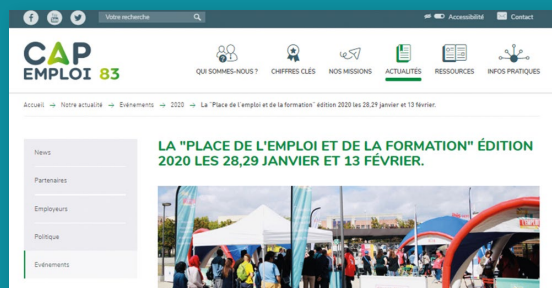 Votre recherche
Accessibilité
Contact
CAP
EMPLOI 83
QUI SOMMES-NOUS ?
CHIFFRES CLÉS
NOS MISSIONS
ACTUALITÉS
RESSOURCES
INFOS PRATIQUES
Accueil → Notre actualité → Evènements → 2020 → La "Place de l'emploi et de la formation" édition 2020 les 28,29 janvier et 13 février.
News
Partenaires
Employeurs
Politique
Evènements
LA "PLACE DE L'EMPLOI ET DE LA FORMATION" ÉDITION
2020 LES 28,29 JANVIER ET 13 FÉVRIER.